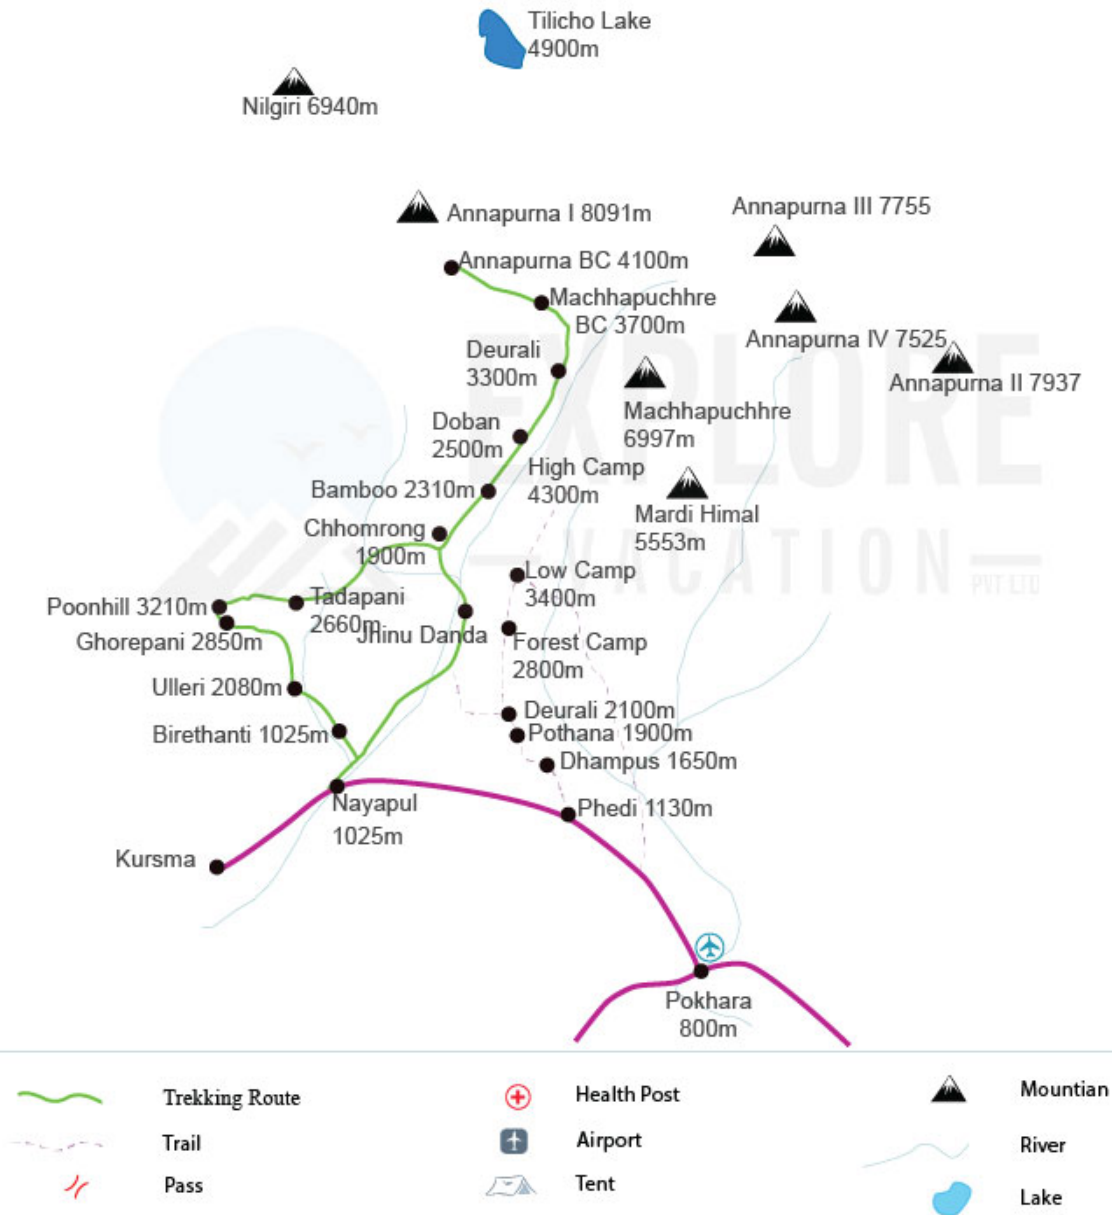 Tilicho Lake
4900m
Nilgiri 6940m
Annapurna III 7755
Annapurna I 8091m
Annapurna BC 4100m
Machhapuchhre
BC 3700m
Annapurna IV 7525
Deurali
3300m
Annapurna II 7937
Machhapuchhre
6997m
Doban
2500m
High Camp
4300m
Bamboo 2310m
Mardi Himal
5553m
Chhomrong
1900m
EXPLORE
VACATION
PVT LTD
Low Camp
3400m
Tadapani
2660m
Poonhill 3210m
Jhinu Danda
Ghorepani 2850m
Forest Camp
2800m
Ulleri 2080m
Deurali 2100m
Birethanti 1025m
Pothana 1900m
Dhampus 1650m
Nayapul
1025m
Phedi 1130m
Kursma
Pokhara
800m
Trekking Route
Health Post
Mountian
Trail
Airport
River
Pass
Tent
Lake